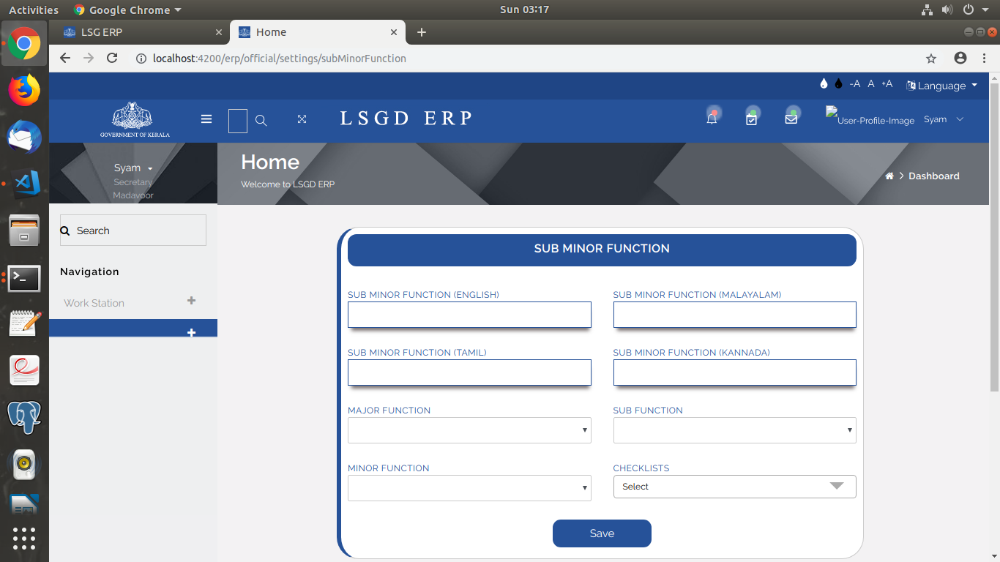 Activities Google Chrome Sun 03:17
LSG ERP Home
localhost:4200/erp/official/settings/subMinorFunction
-A A +A Language
GOVERNMENT OF KERALA LSGD ERP User-Profile-Image Syam
Syam
Secretary
Madavoor
Home
Welcome to LSGD ERP
Dashboard
Search
Navigation
Work Station
SUB MINOR FUNCTION
SUB MINOR FUNCTION (ENGLISH) SUB MINOR FUNCTION (MALAYALAM)
SUB MINOR FUNCTION (TAMIL) SUB MINOR FUNCTION (KANNADA)
MAJOR FUNCTION SUB FUNCTION
MINOR FUNCTION CHECKLISTS
Select
Save